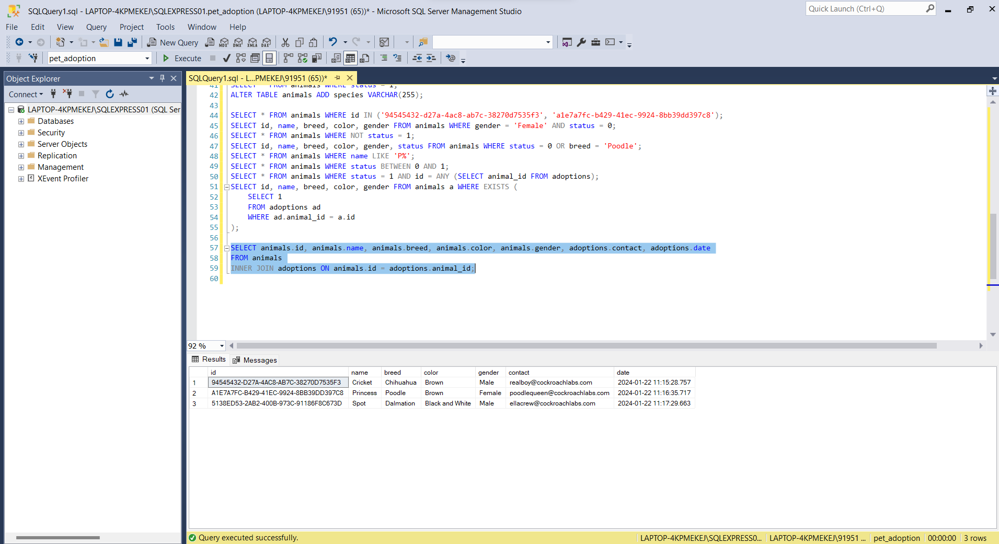 SQLQuery1.sql - LAPTOP-4KPMEKEJ\SQLEXPRESS01.pet_adoption (LAPTOP-4KPMEKEJ\91951 (65))* - Microsoft SQL Server Management Studio
Quick Launch (Ctrl+Q)
File Edit View Query Project Tools Window Help
New Query MDX DMX XMLA DAX
pet_adoption Execute
Object Explorer
SQLQuery1.sql - L...PMEKEJ\91951 (65))*
Connect
LAPTOP-4KPMEKEJ\SQLEXPRESS01 (SQL Ser
Databases
Security
Server Objects
Replication
Management
XEvent Profiler
41 SELECT * FROM animals WHERE status = 1;
42 ALTER TABLE animals ADD species VARCHAR(255);
43
44 SELECT * FROM animals WHERE id IN ('94545432-d27a-4ac8-ab7c-38270d7535f3', 'a1e7a7fc-b429-41ec-9924-8bb39dd397c8');
45 SELECT id, name, breed, color, gender FROM animals WHERE gender = 'Female' AND status = 0;
46 SELECT * FROM animals WHERE NOT status = 1;
47 SELECT id, name, breed, color, gender, status FROM animals WHERE status = 0 OR breed = 'Poodle';
48 SELECT * FROM animals WHERE name LIKE 'P%';
49 SELECT * FROM animals WHERE status BETWEEN 0 AND 1;
50 SELECT * FROM animals WHERE status = 1 AND id = ANY (SELECT animal_id FROM adoptions);
51 SELECT id, name, breed, color, gender FROM animals a WHERE EXISTS (
52 SELECT 1
53 FROM adoptions ad
54 WHERE ad.animal_id = a.id
55 );
56
57 SELECT animals.id, animals.name, animals.breed, animals.color, animals.gender, adoptions.contact, adoptions.date
58 FROM animals
59 INNER JOIN adoptions ON animals.id = adoptions.animal_id;
60
92 %
Results Messages
id name breed color gender contact date
1 94545432-D27A-4AC8-AB7C-38270D7535F3 Cricket Chihuahua Brown Male realboy@cockroachlabs.com 2024-01-22 11:15:28.757
2 A1E7A7FC-B429-41EC-9924-8BB39DD397C8 Princess Poodle Brown Female poodlequeen@cockroachlabs.com 2024-01-22 11:16:35.717
3 5138ED53-2AB2-400B-973C-91186F8C673D Spot Dalmation Black and White Male ellacrew@cockroachlabs.com 2024-01-22 11:17:29.663
Query executed successfully. LAPTOP-4KPMEKEJ\SQLEXPRESS0... LAPTOP-4KPMEKEJ\91951 ... pet_adoption 00:00:00 3 rows